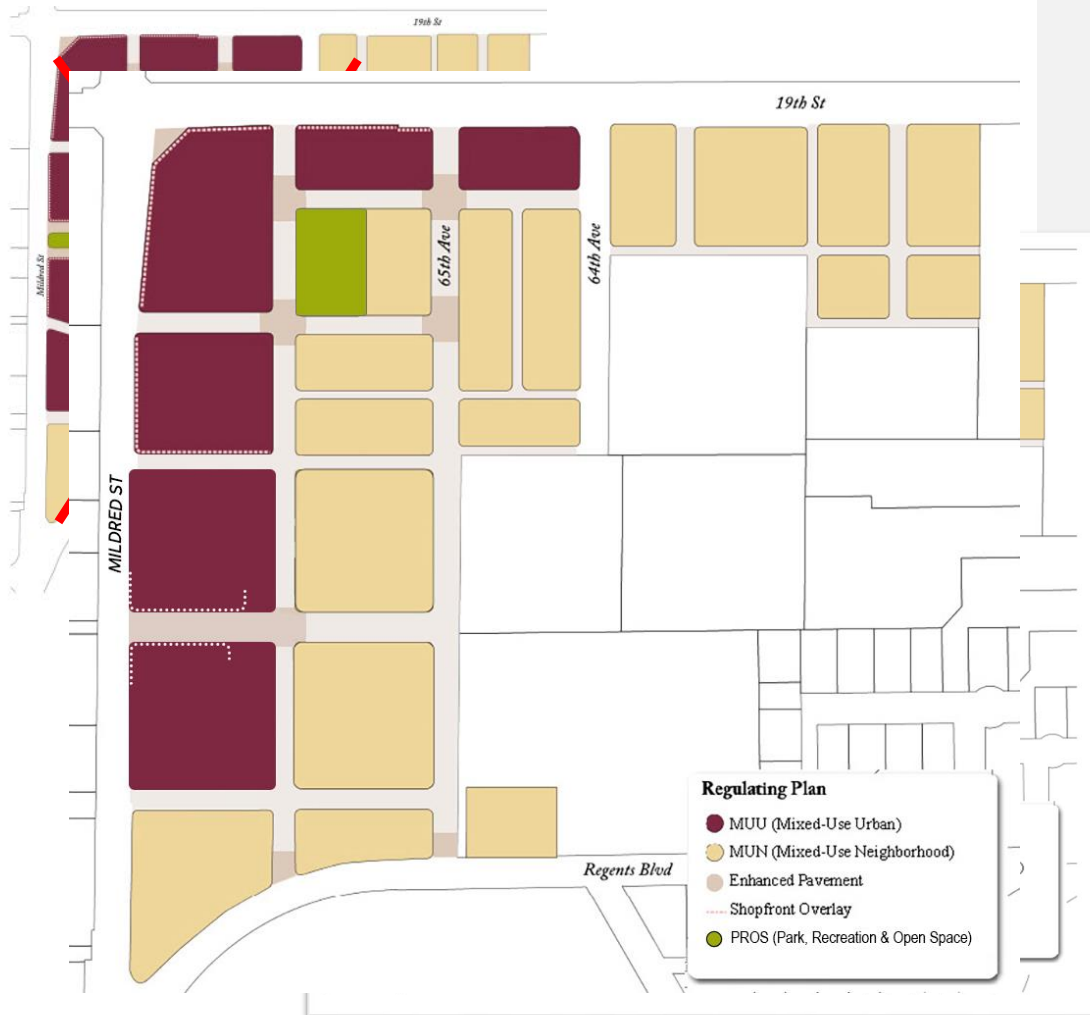 19th St
19th St
65th Ave
64th Ave
Mildred St
MILDRED ST
Regents Blvd
Regulating Plan
MUU (Mixed-Use Urban)
MUN (Mixed-Use Neighborhood)
Enhanced Pavement
Shopfront Overlay
PROS (Park, Recreation & Open Space)